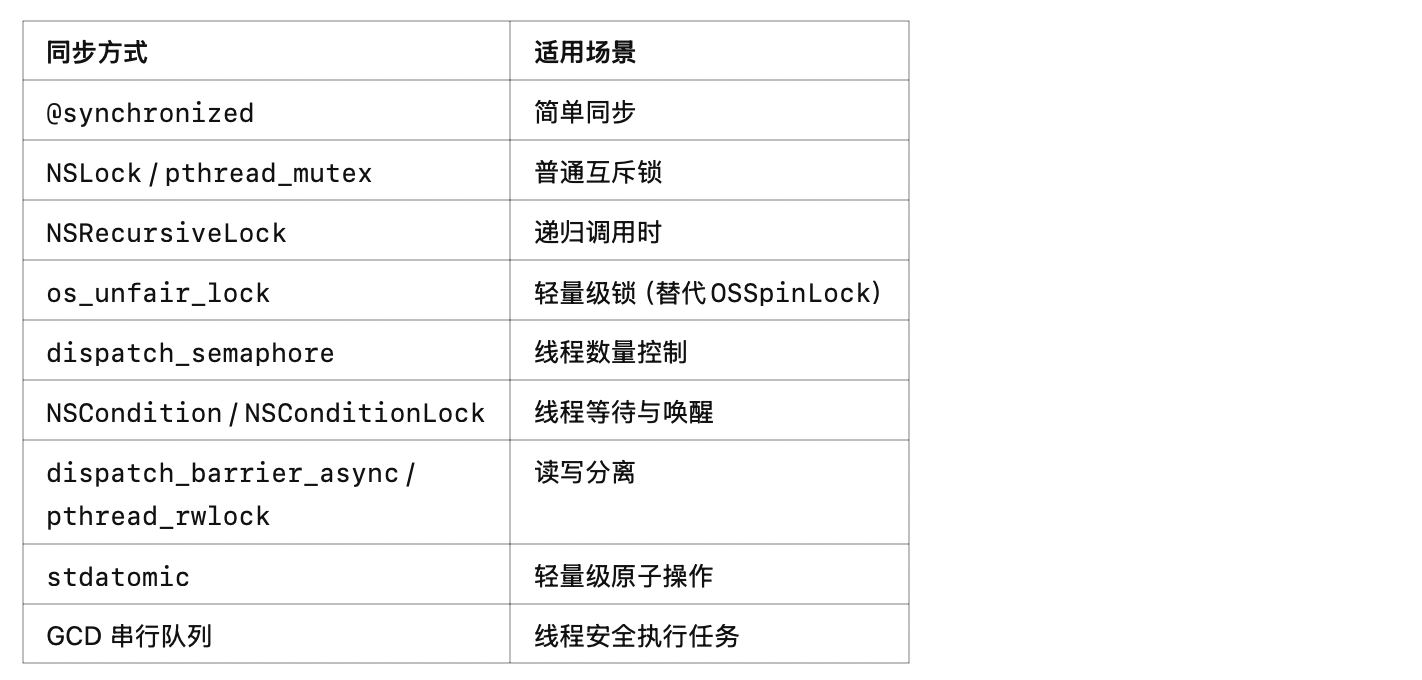 同步方式 适用场景
@synchronized 简单同步
NSLock / pthread_mutex 普通互斥锁
NSRecursiveLock 递归调用时
os_unfair_lock 轻量级锁 (替代 OSSpinLock)
dispatch_semaphore 线程数量控制
NSCondition / NSConditionLock 线程等待与唤醒
dispatch_barrier_async / 读写分离
pthread_rwlock
stdatomic 轻量级原子操作
GCD 串行队列 线程安全执行任务